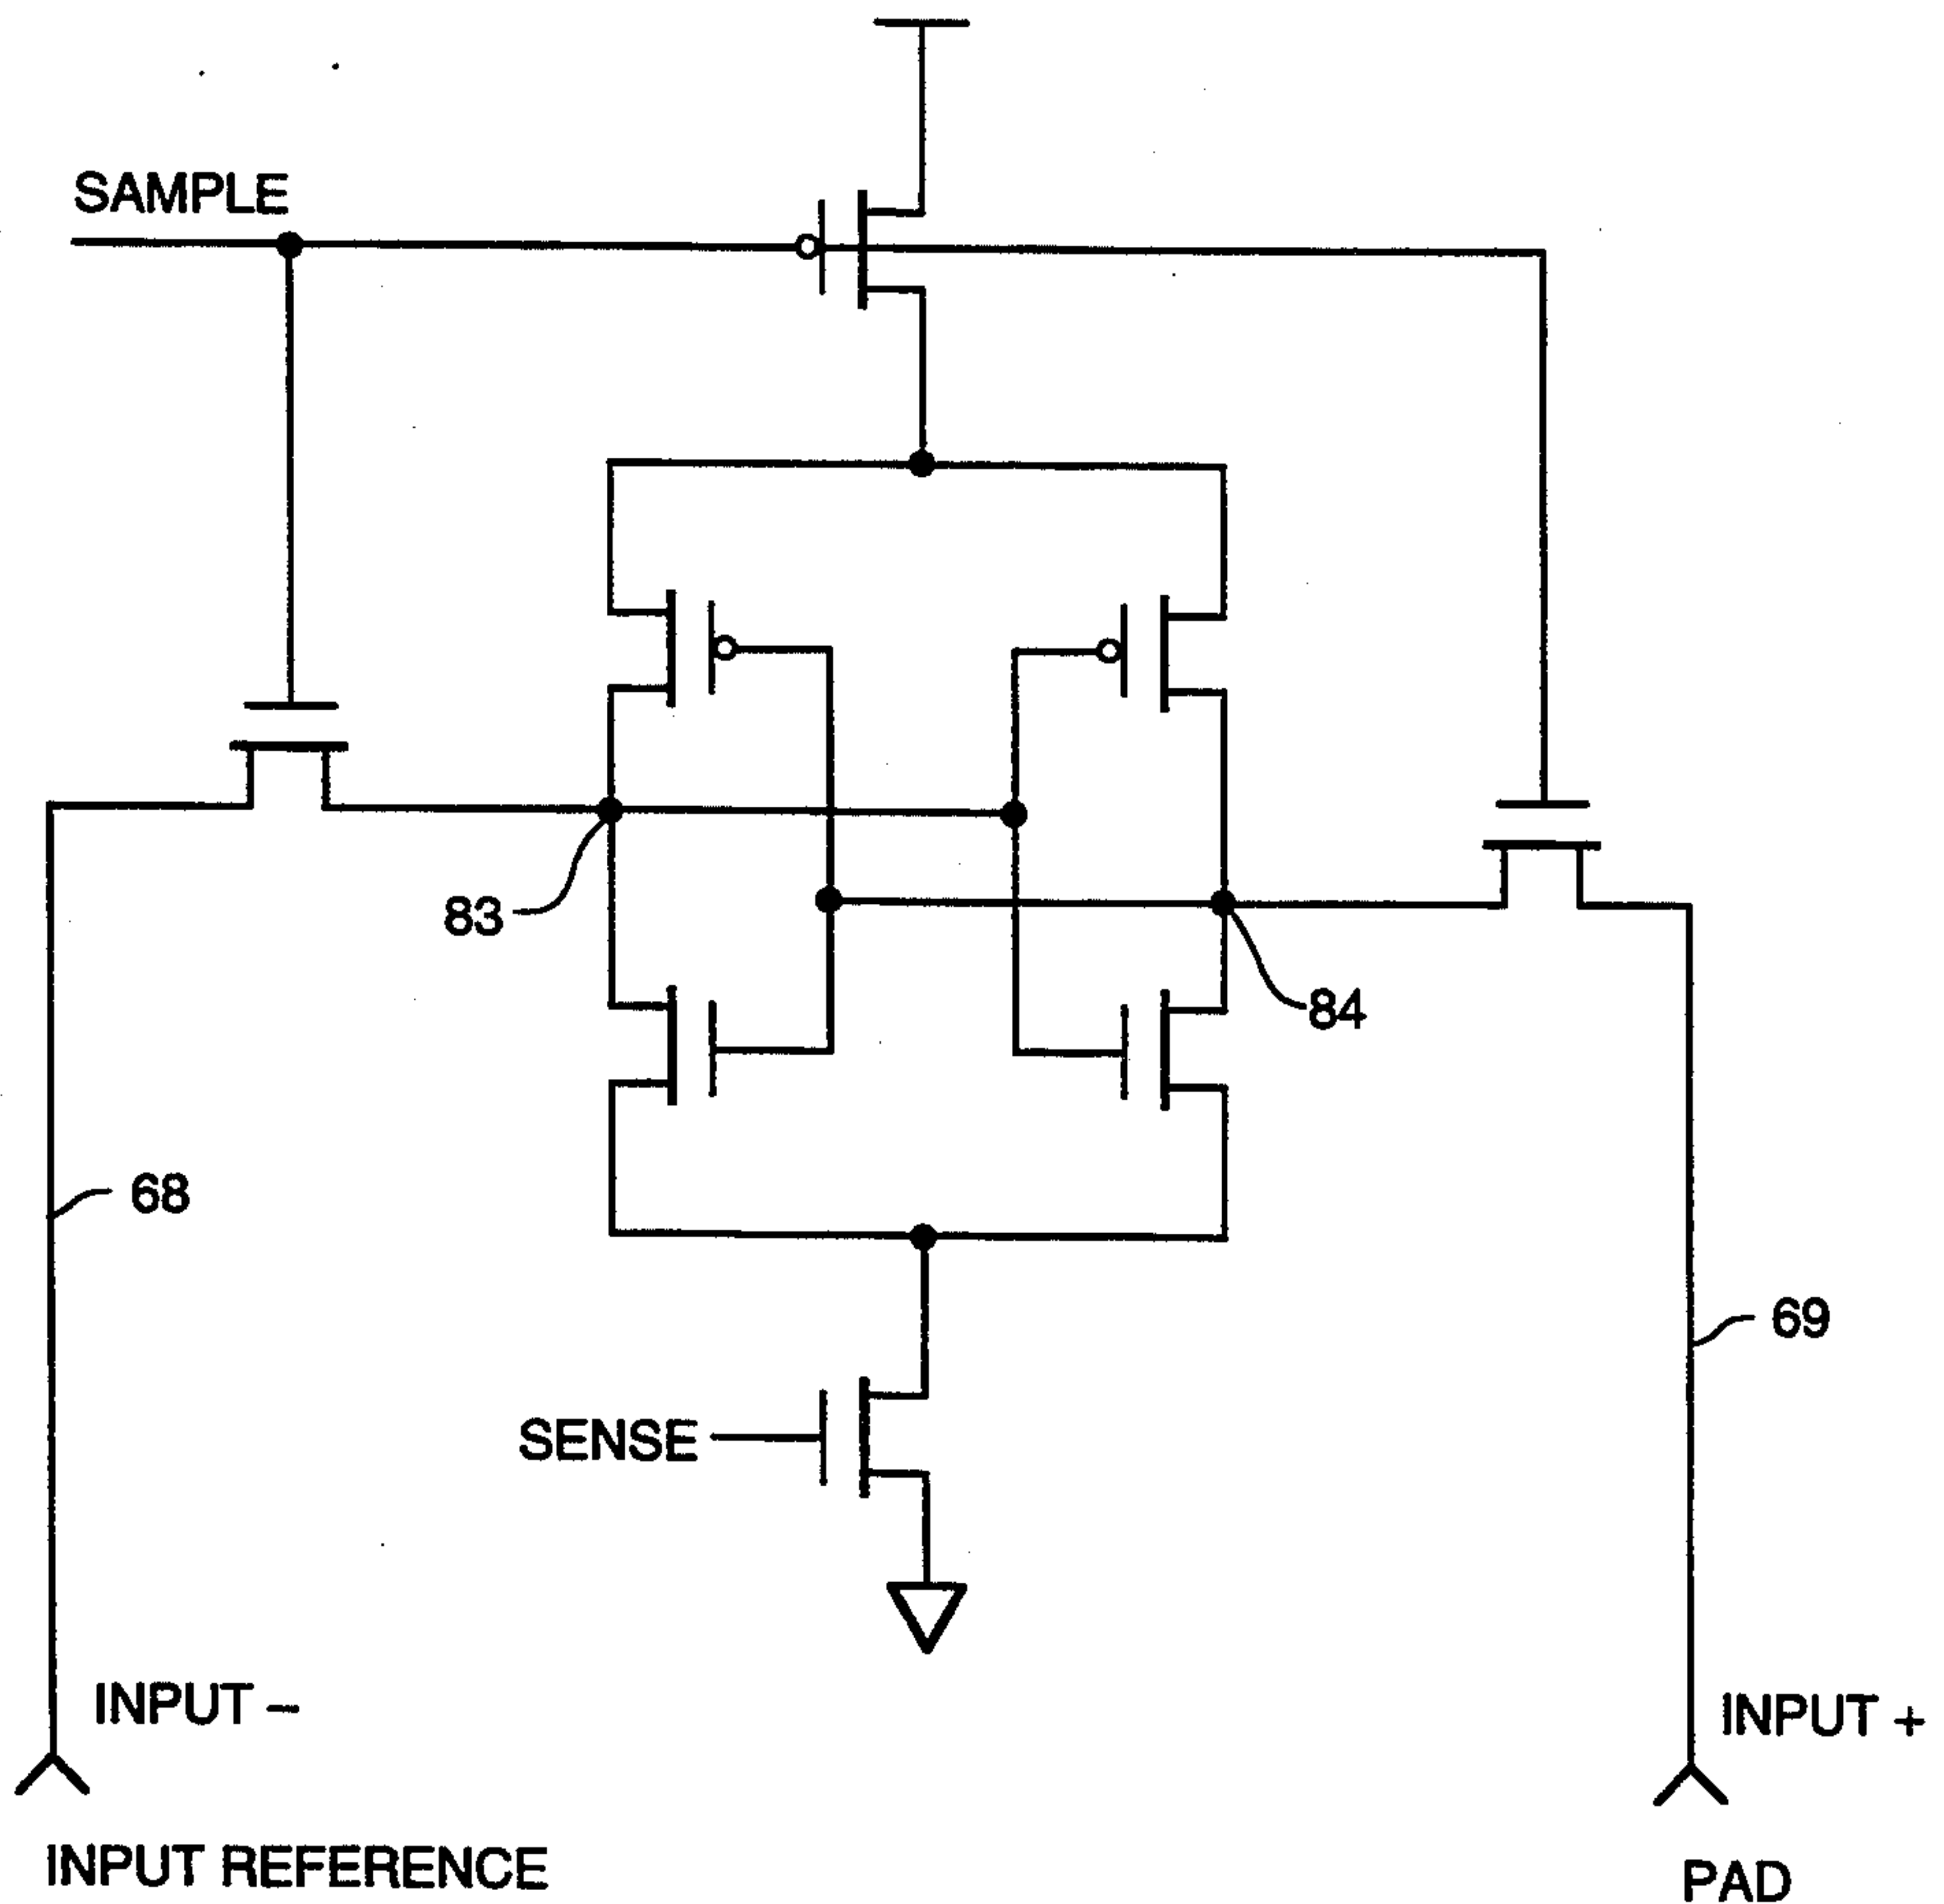 SAMPLE
83
84
68
69
SENSE
INPUT –
INPUT +
INPUT REFERENCE
PAD